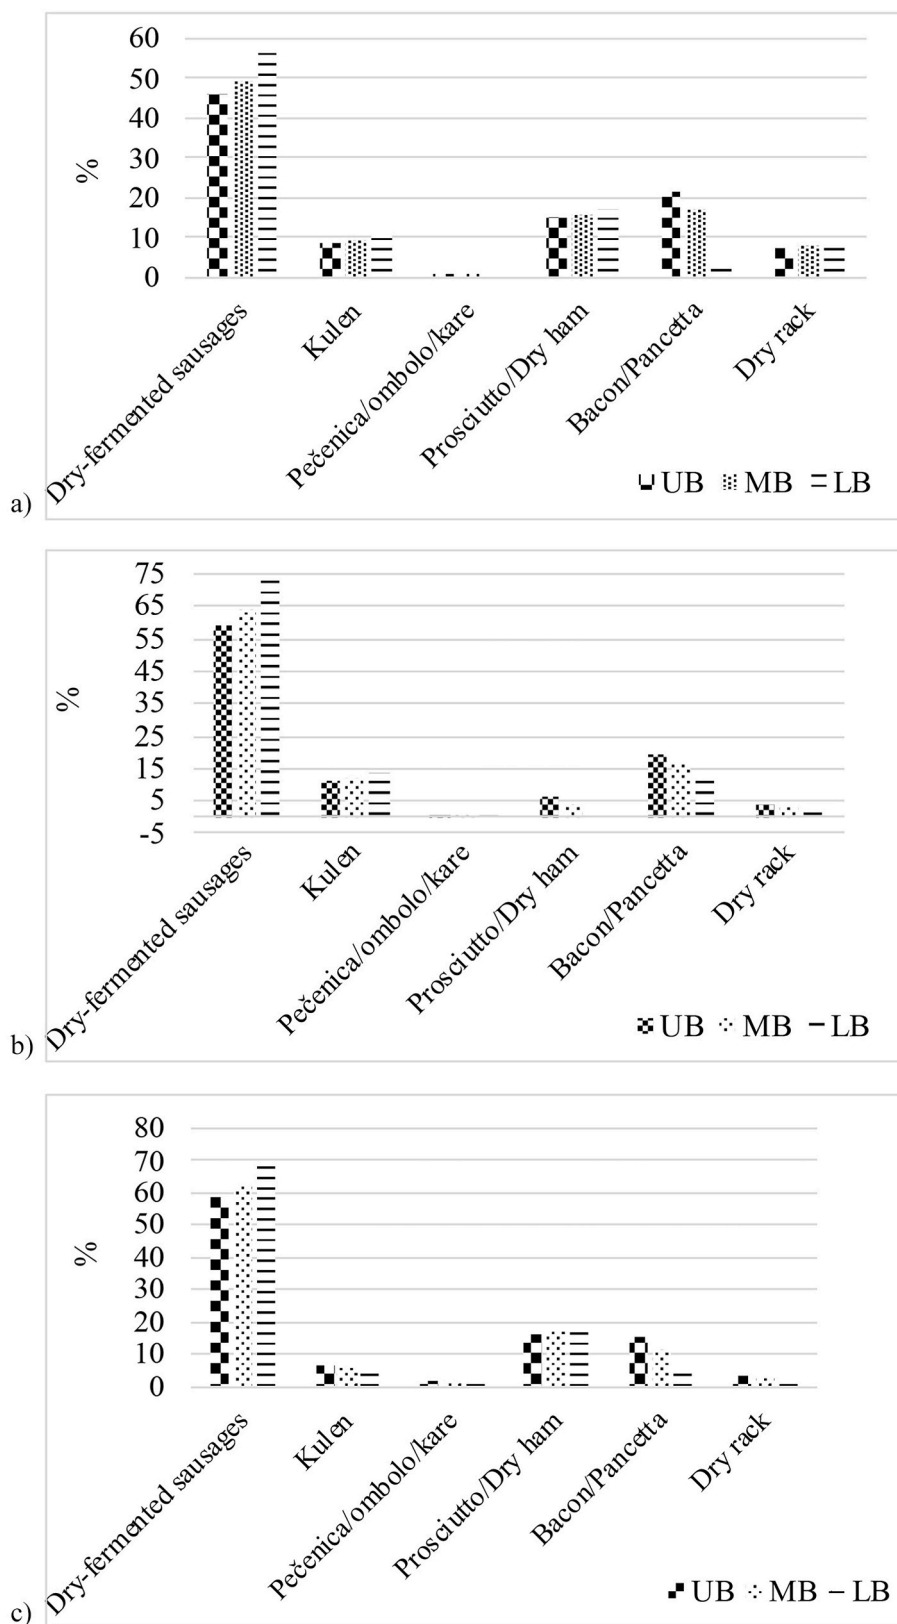 60
50
40
30
20
10
0
%
Dry-fermented sausages
Kulen
Pečenica/ombolo/kare
Prosciutto/Dry ham
Bacon/Pancetta
Dry rack
UB MB LB
a)
75
65
55
45
35
25
15
5
-5
%
Dry-fermented sausages
Kulen
Pečenica/ombolo/kare
Prosciutto/Dry ham
Bacon/Pancetta
Dry rack
UB MB LB
b)
80
70
60
50
40
30
20
10
0
%
Dry-fermented sausages
Kulen
Pečenica/ombolo/kare
Prosciutto/Dry ham
Bacon/Pancetta
Dry rack
UB MB LB
c)